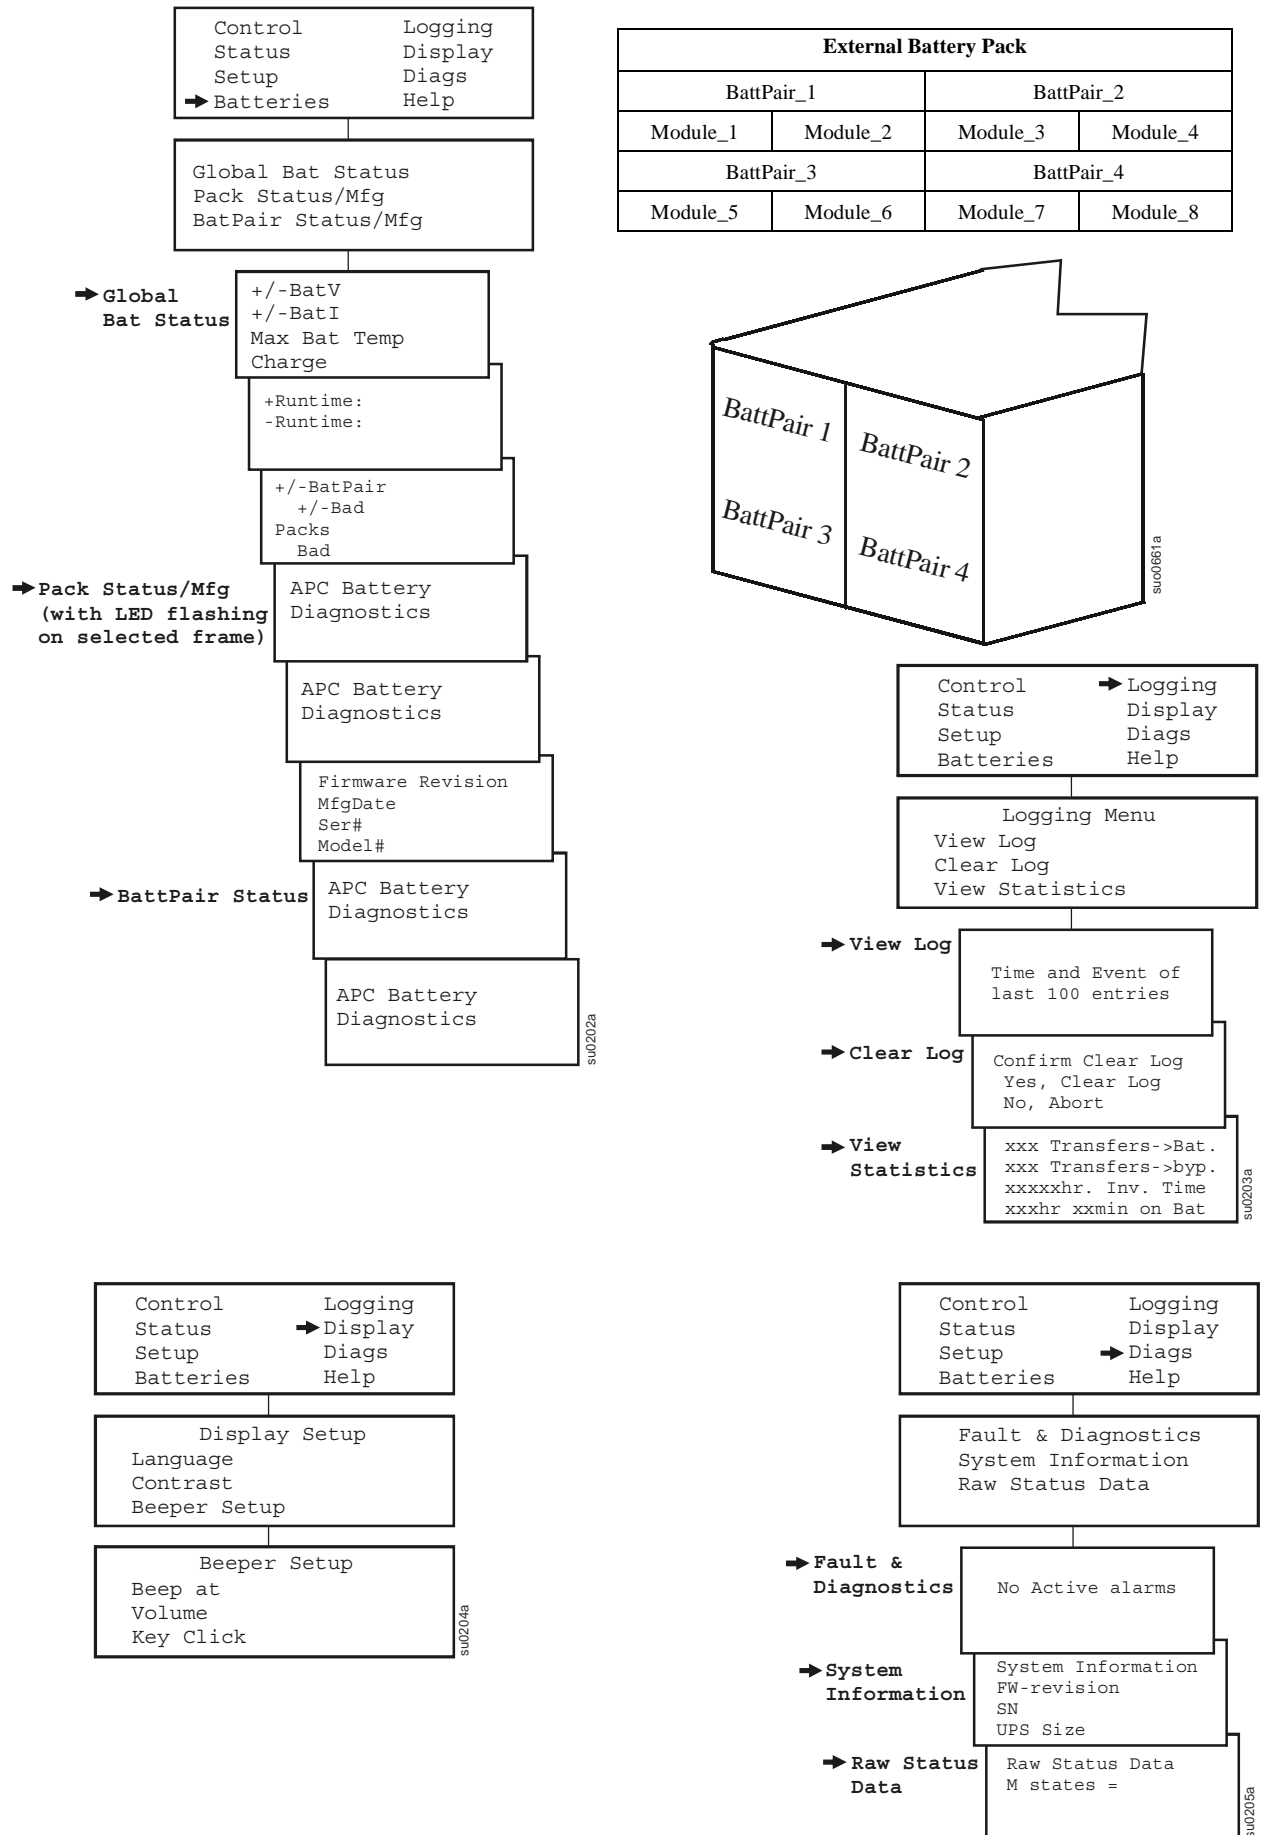 Control Logging
Status Display
Setup Diags
Batteries Help
Global Bat Status
Pack Status/Mfg
BatPair Status/Mfg
Global
Bat Status
+/-BatV
+/-BatI
Max Bat Temp
Charge
+Runtime:
-Runtime:
+/-BatPair
+/-Bad
Packs
Bad
Pack Status/Mfg
(with LED flashing
on selected frame)
APC Battery
Diagnostics
APC Battery
Diagnostics
Firmware Revision
MfgDate
Ser#
Model#
BattPair Status
APC Battery
Diagnostics
APC Battery
Diagnostics
su0202a
External Battery Pack
BattPair_1 BattPair_2
Module_1 Module_2 Module_3 Module_4
BattPair_3 BattPair_4
Module_5 Module_6 Module_7 Module_8
BattPair 1
BattPair 2
BattPair 3
BattPair 4
suo0661a
Control Logging
Status Display
Setup Diags
Batteries Help
Logging Menu
View Log
Clear Log
View Statistics
View Log
Time and Event of
last 100 entries
Clear Log
Confirm Clear Log
Yes, Clear Log
No, Abort
View
Statistics
xxx Transfers->Bat.
xxx Transfers->byp.
xxxxxhr. Inv. Time
xxxhr xxmin on Bat
su0203a
Control Logging
Status Display
Setup Diags
Batteries Help
Display Setup
Language
Contrast
Beeper Setup
Beeper Setup
Beep at
Volume
Key Click
su0204a
Control Logging
Status Display
Setup Diags
Batteries Help
Fault & Diagnostics
System Information
Raw Status Data
Fault &
Diagnostics
No Active alarms
System
Information
System Information
FW-revision
SN
UPS Size
Raw Status
Data
Raw Status Data
M states =
su0205a